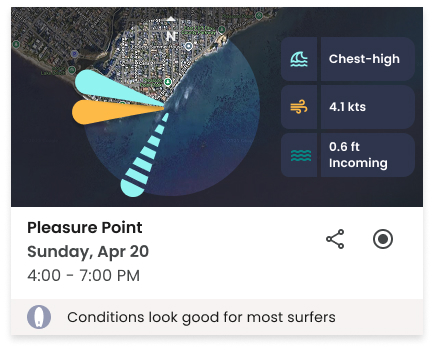 N
Chest-high
4.1 kts
0.6 ft
Incoming
Pleasure Point
Sunday, Apr 20
4:00 - 7:00 PM
Conditions look good for most surfers